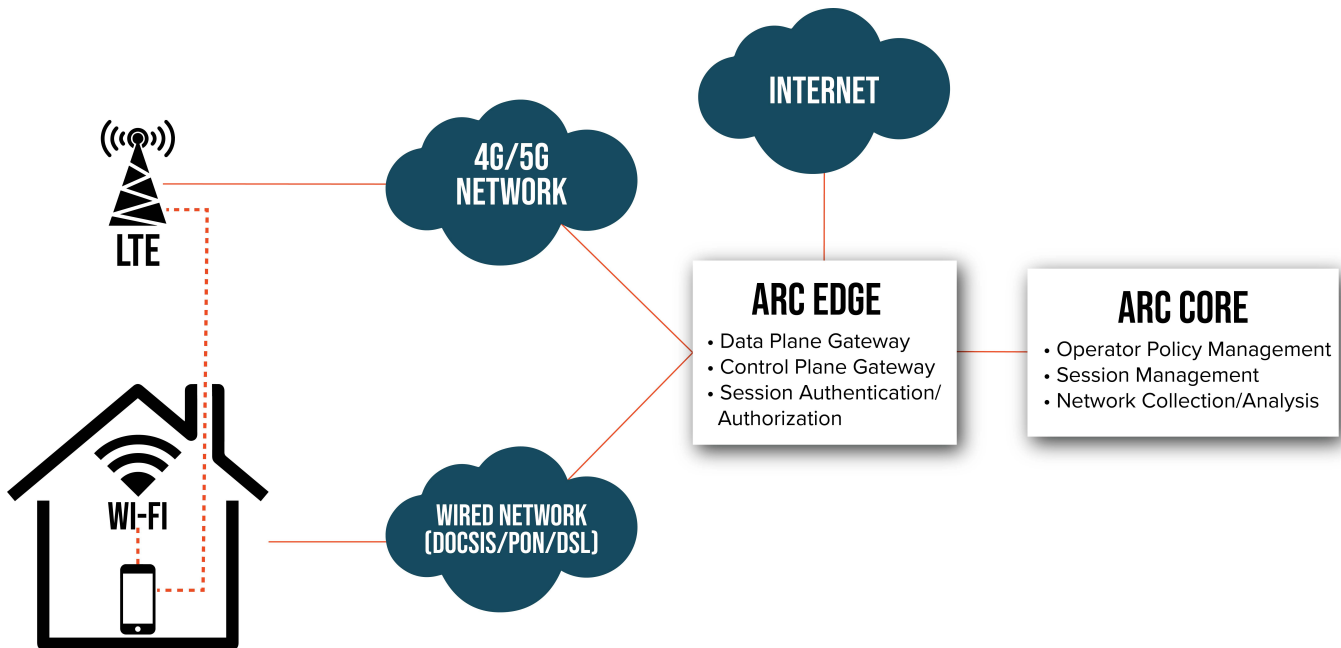 INTERNET
4G/5G
NETWORK
LTE
ARC EDGE
• Data Plane Gateway
• Control Plane Gateway
• Session Authentication/
Authorization
ARC CORE
• Operator Policy Management
• Session Management
• Network Collection/Analysis
WI-FI
WIRED NETWORK
(DOCSIS/PON/DSL)